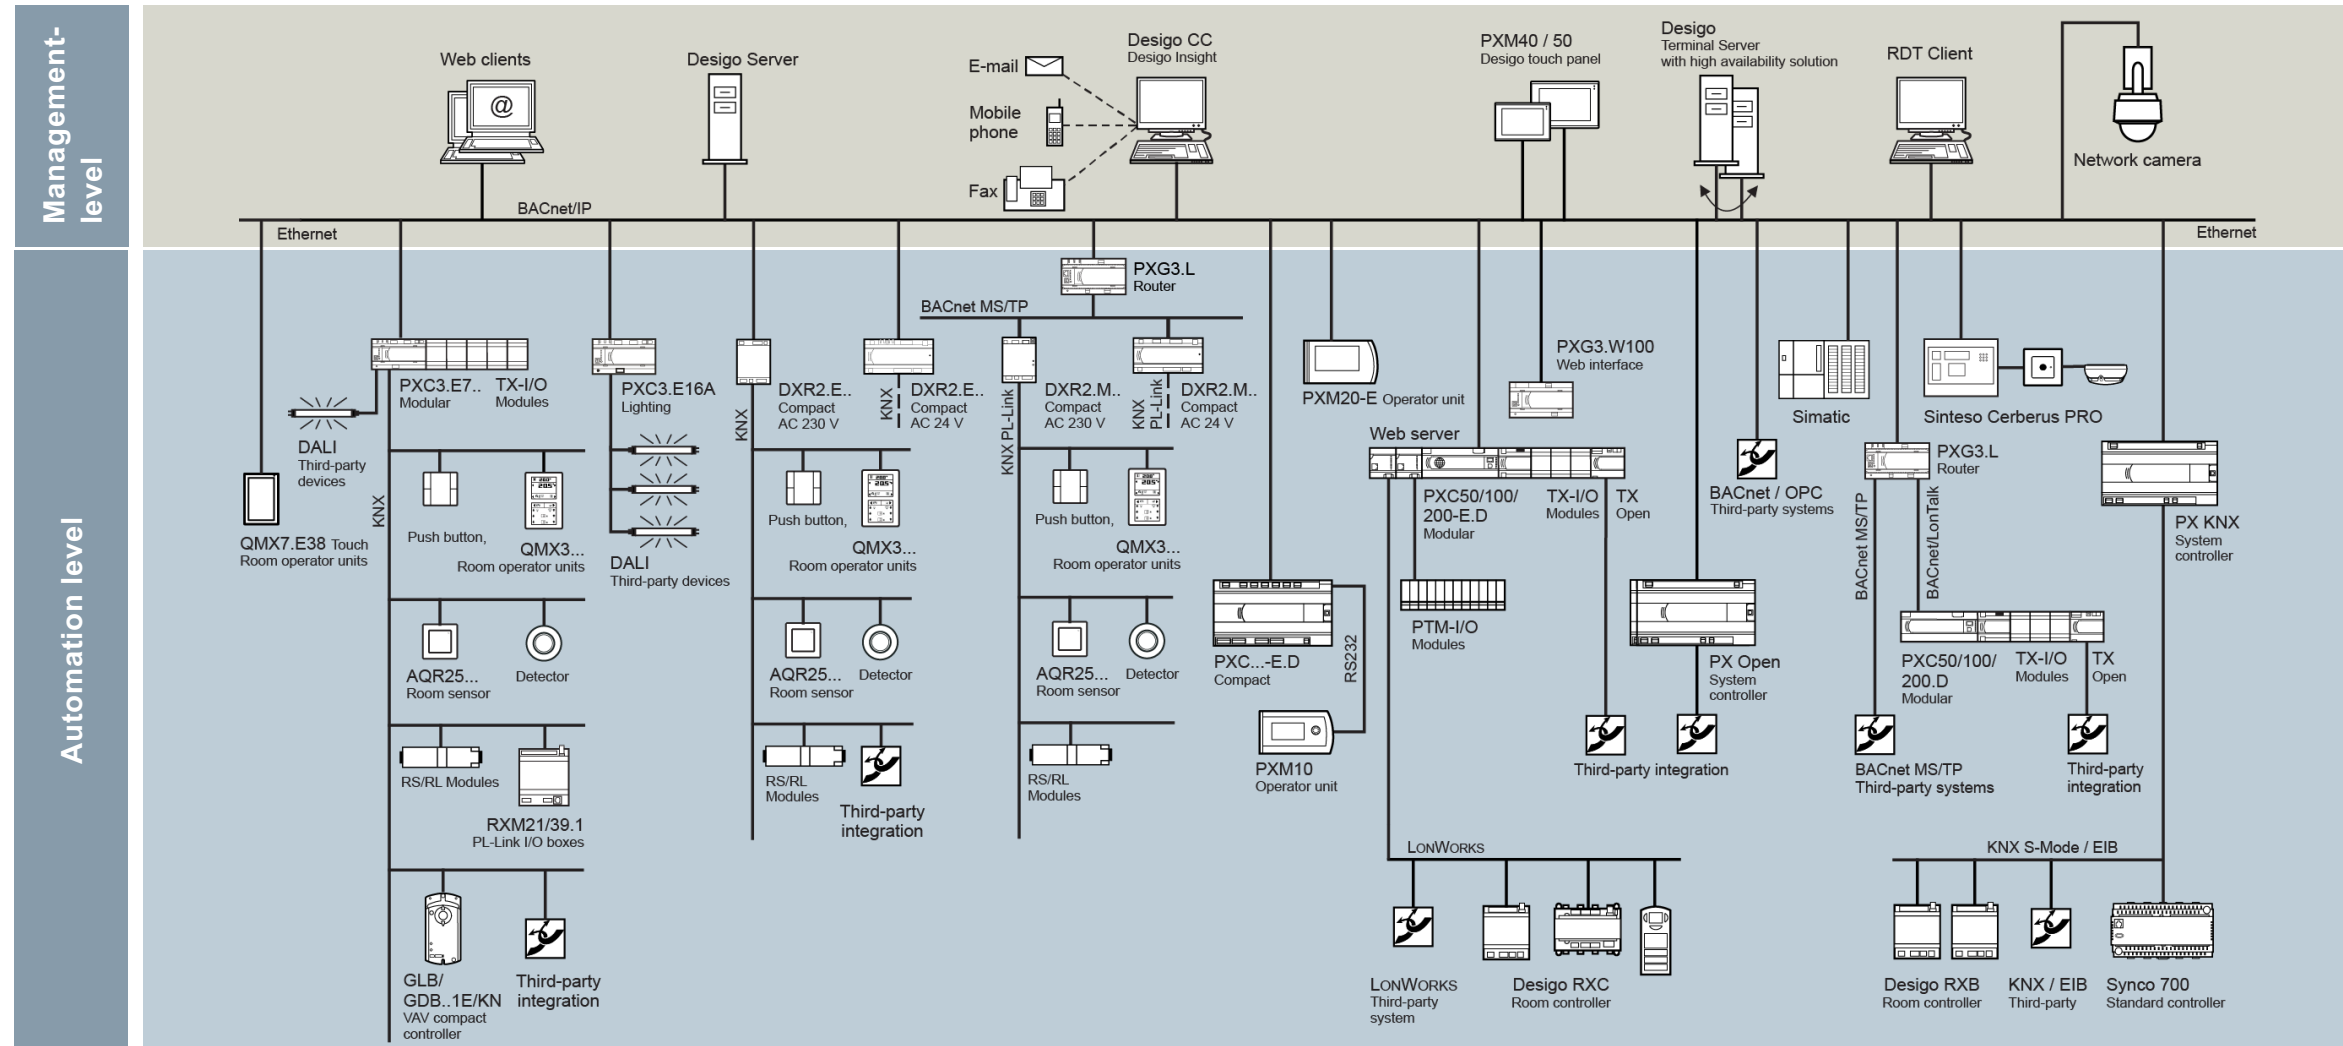 Management-
level
Web clients
@
Desigo Server
E-mail
Mobile
phone
Fax
Desigo CC
Desigo Insight
PXM40 / 50
Desigo touch panel
Desigo
Terminal Server
with high availability solution
RDT Client
Network camera
BACnet/IP
Ethernet
Ethernet
Automation level
PXG3.L
Router
BACnet MS/TP
PXC3.E7..
Modular
TX-I/O
Modules
DALI
Third-party
devices
QMX7.E38 Touch
Room operator units
KNX
Push button,
QMX3...
Room operator units
AQR25...
Room sensor
Detector
RS/RL Modules
RXM21/39.1
PL-Link I/O boxes
GLB/
GDB..1E/KN
VAV compact
controller
Third-party
integration
PXC3.E16A
Lighting
DALI
Third-party devices
DXR2.E..
Compact
AC 230 V
KNX
Push button,
QMX3...
Room operator units
AQR25...
Room sensor
Detector
RS/RL
Modules
Third-party
integration
DXR2.E..
Compact
AC 24 V
KNX
DXR2.M..
Compact
AC 230 V
KNX PL-Link
Push button,
QMX3...
Room operator units
AQR25...
Room sensor
Detector
RS/RL
Modules
DXR2.M..
Compact
AC 24 V
KNX
PL-Link
PXM20-E Operator unit
PXC...-E.D
Compact
RS232
PXM10
Operator unit
Web server
PXC50/100/
200-E.D
Modular
TX-I/O
Modules
TX
Open
PTM-I/O
Modules
PXG3.W100
Web interface
PX Open
System
controller
Third-party integration
BACnet / OPC
Third-party systems
Simatic
Sinteso Cerberus PRO
PXG3.L
Router
BACnet MS/TP
BACnet/LonTalk
PXC50/100/
200.D
Modular
TX-I/O
Modules
TX
Open
BACnet MS/TP
Third-party systems
Third-party
integration
PX KNX
System
controller
LONWORKS
LONWORKS
Third-party
system
Desigo RXC
Room controller
KNX S-Mode / EIB
Desigo RXB
Room controller
KNX / EIB
Third-party
Synco 700
Standard controller